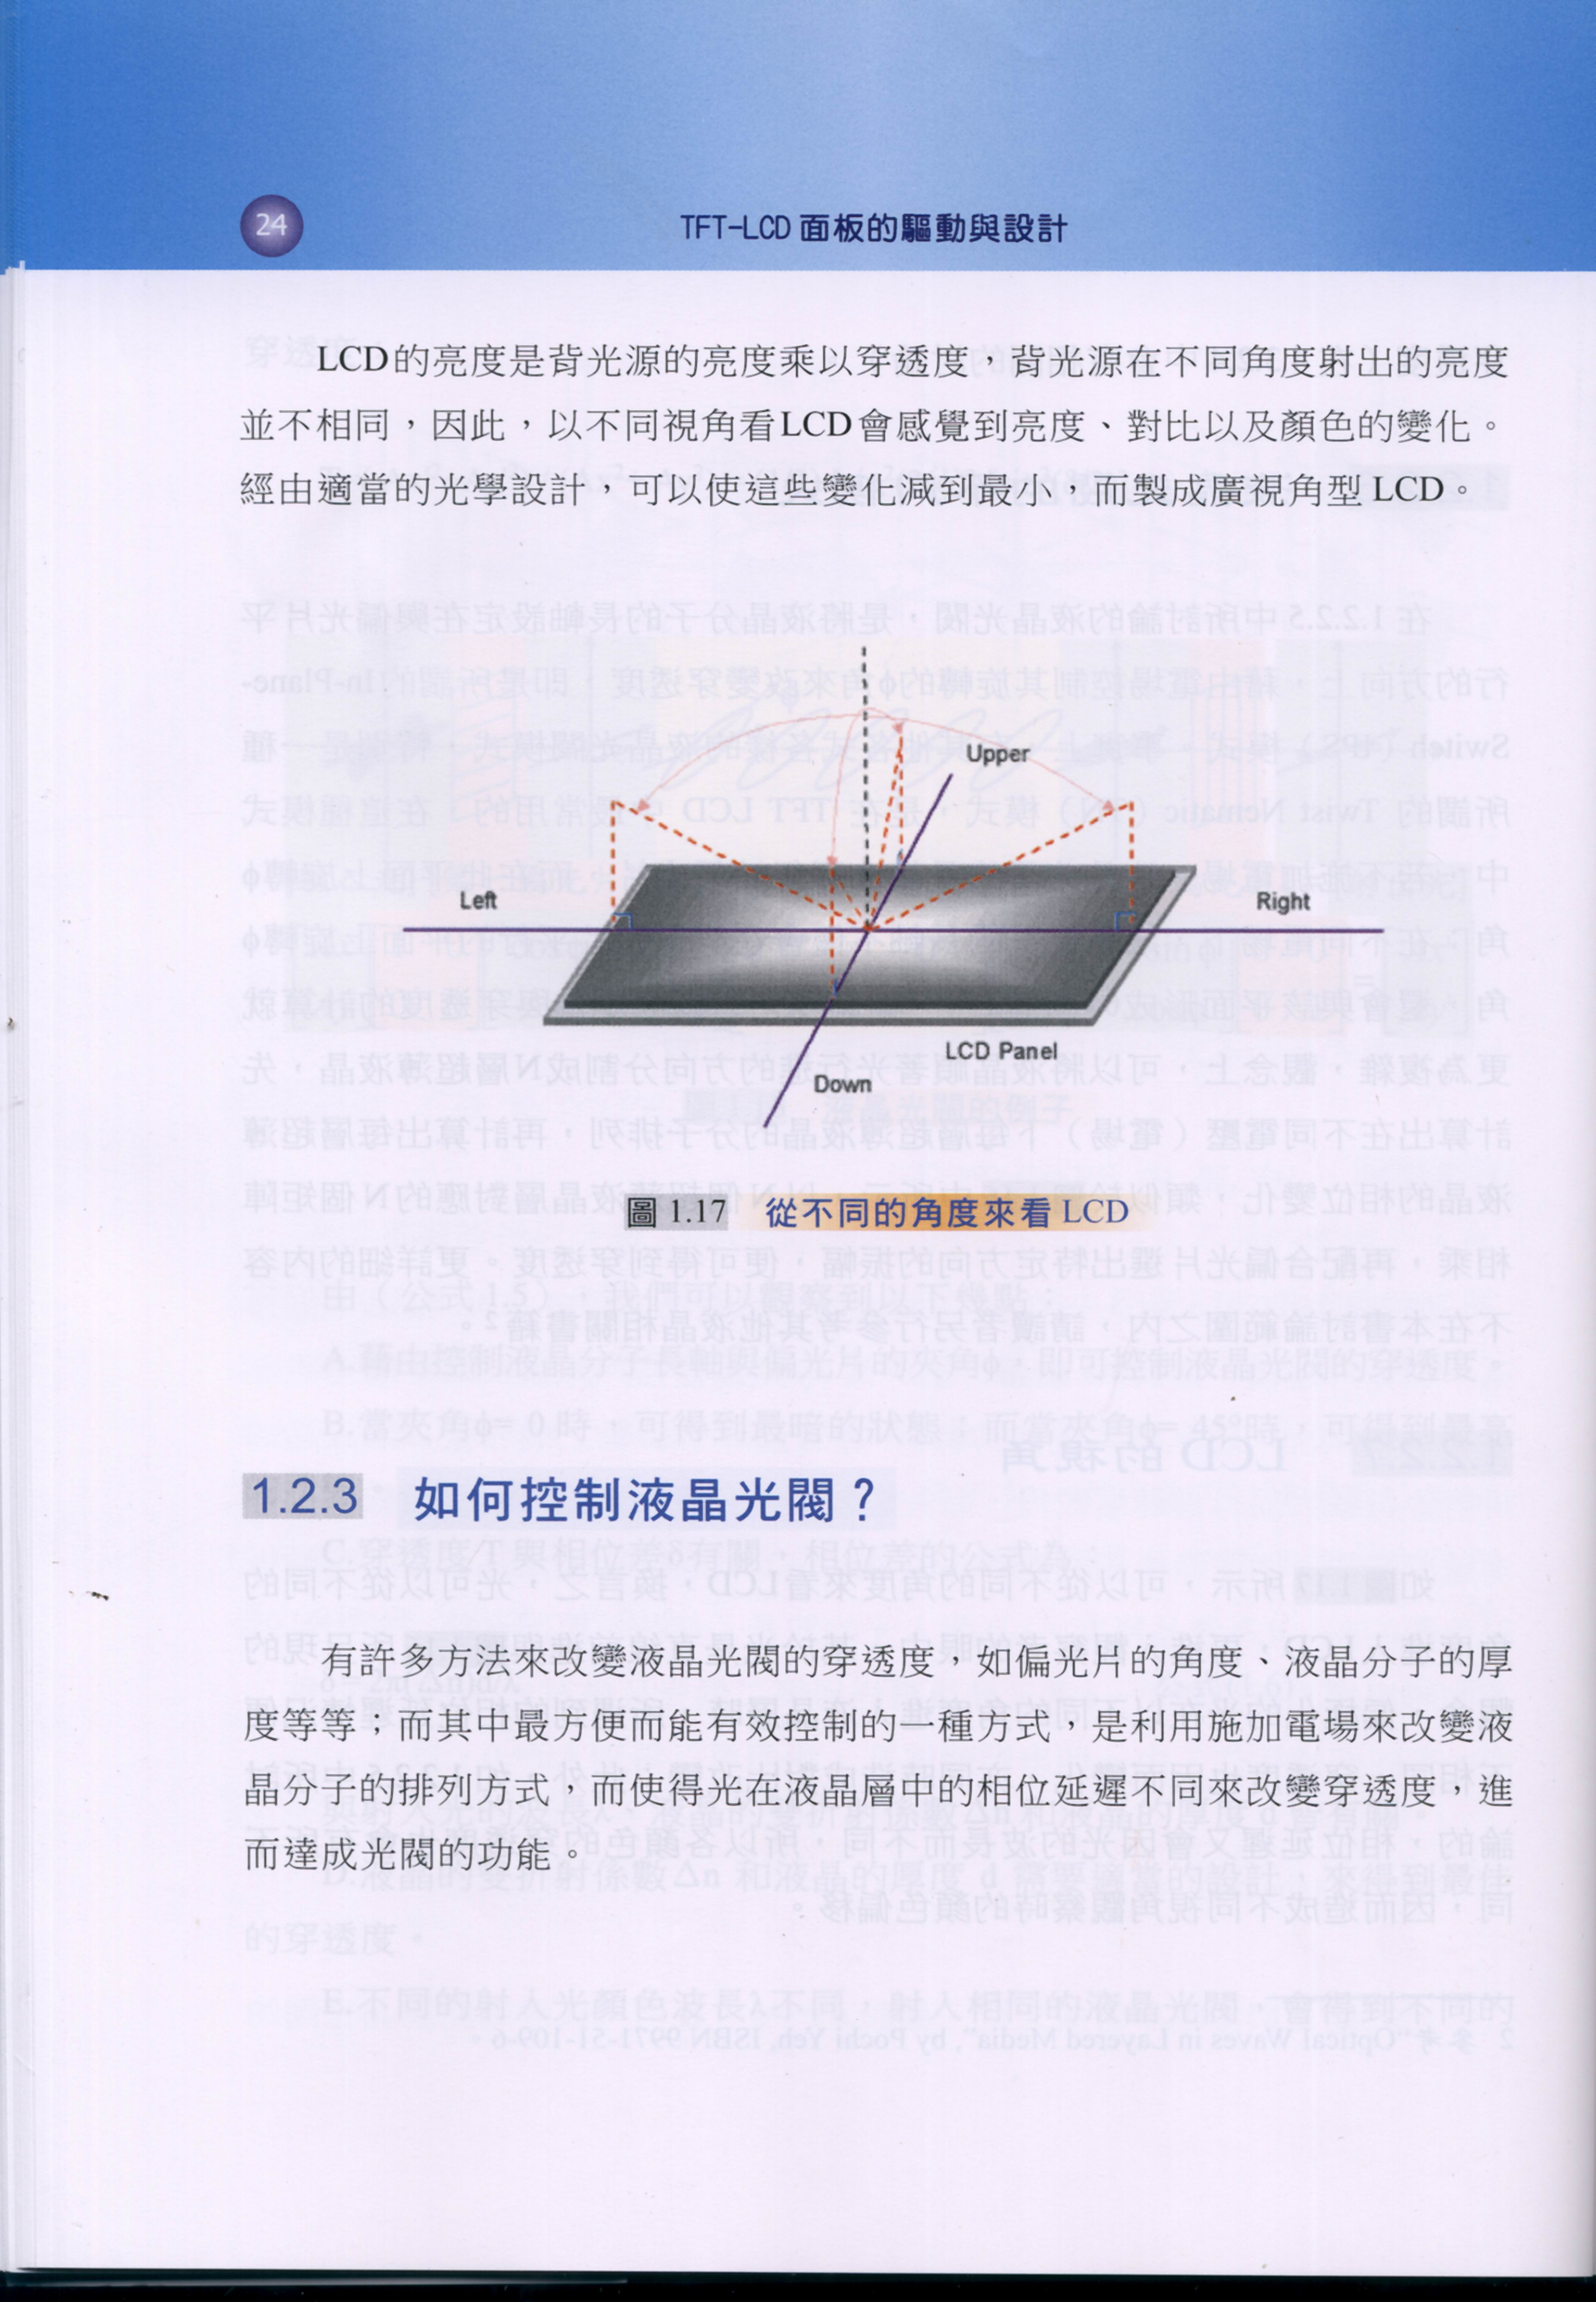 24
TFT-LCD 面板的驅動與設計
LCD的亮度是背光源的亮度乘以穿透度，背光源在不同角度射出的亮度
並不相同，因此，以不同視角看LCD會感覺到亮度、對比以及顏色的變化。
經由適當的光學設計，可以使這些變化減到最小，而製成廣視角型 LCD。
Upper
Left
Right
LCD Panel
Down
圖 1.17 從不同的角度來看 LCD
1.2.3 如何控制液晶光閥？
有許多方法來改變液晶光閥的穿透度，如偏光片的角度、液晶分子的厚
度等等；而其中最方便而能有效控制的一種方式，是利用施加電場來改變液
晶分子的排列方式，而使得光在液晶層中的相位延遲不同來改變穿透度，進
而達成光閥的功能。